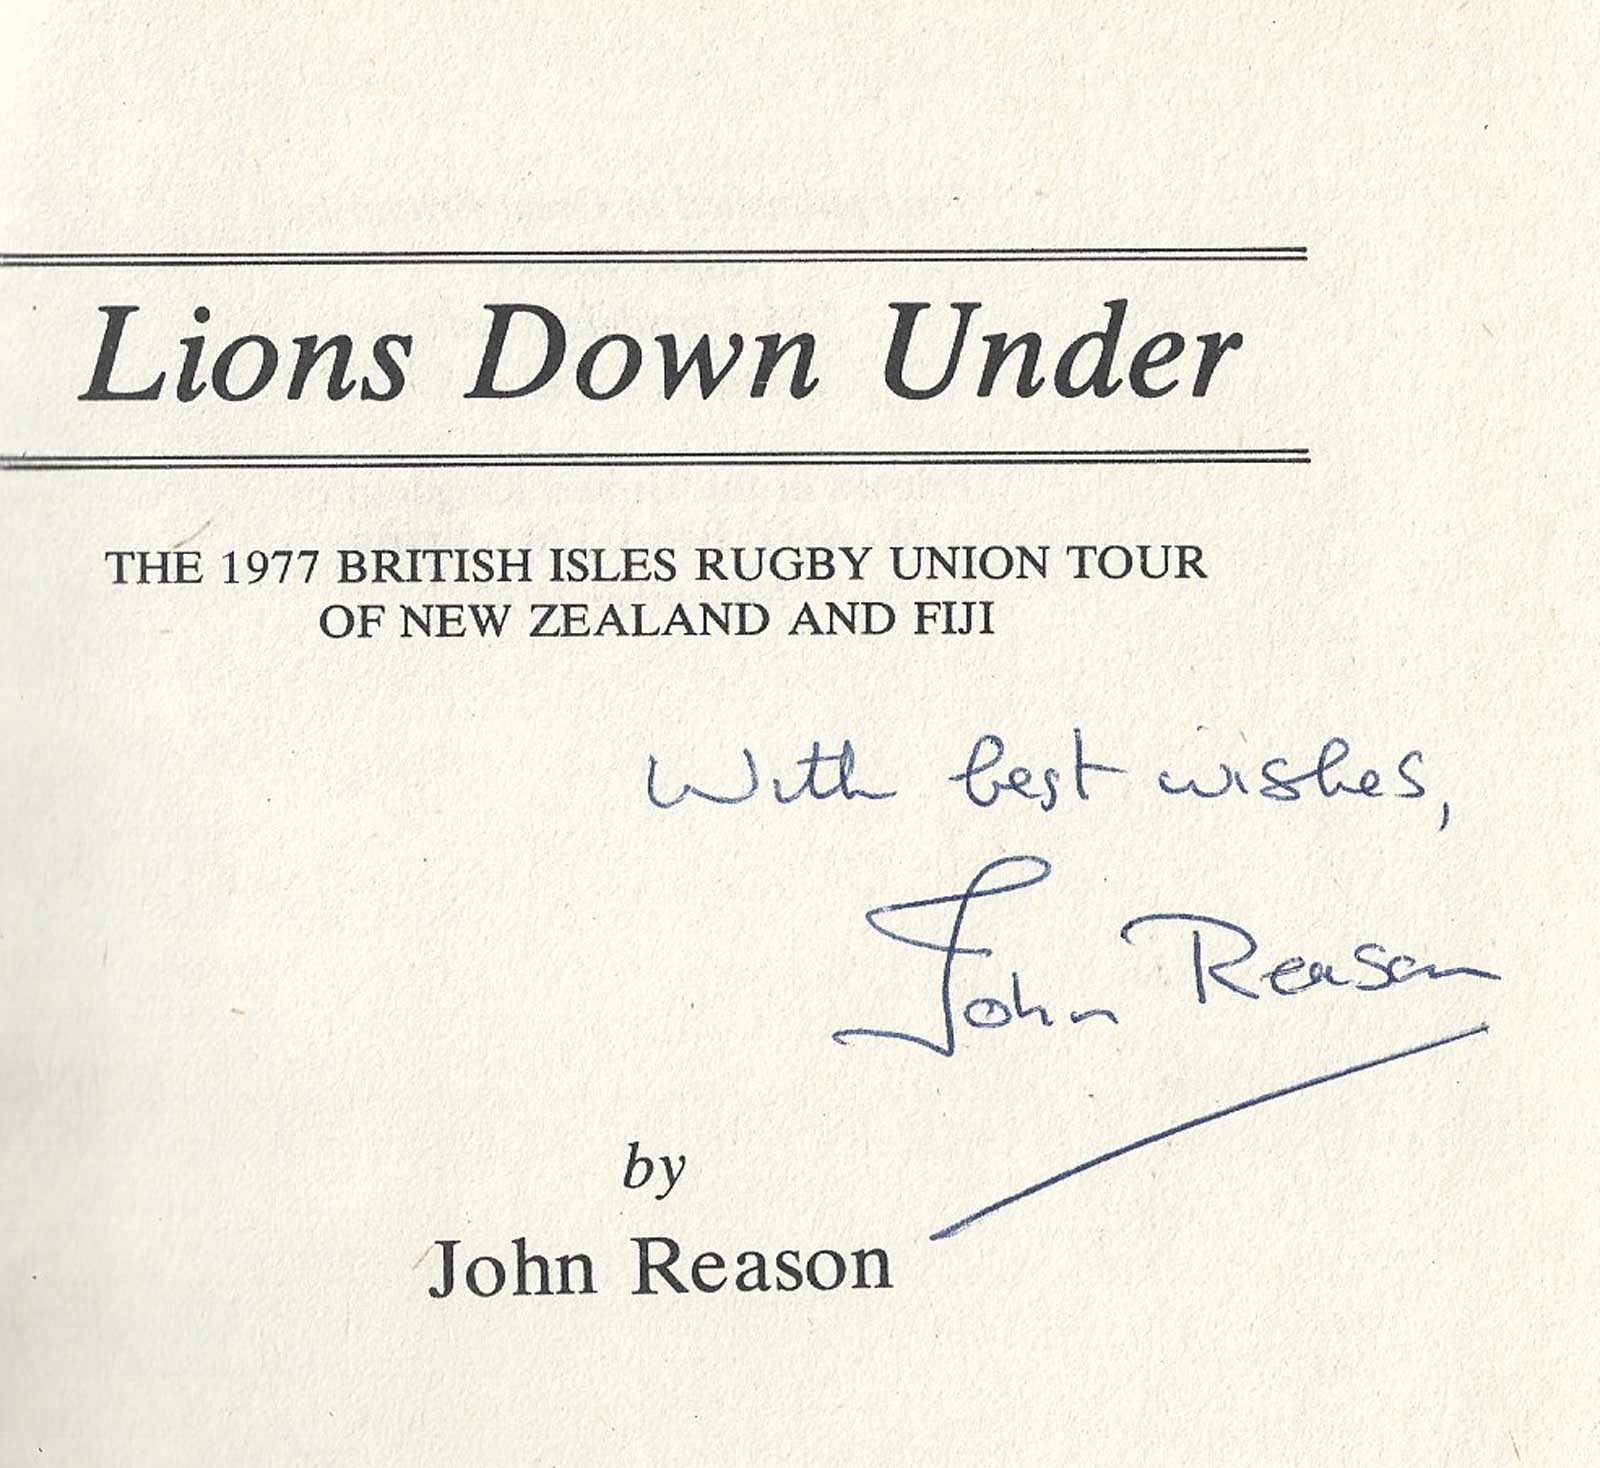 Lions Down Under
THE 1977 BRITISH ISLES RUGBY UNION TOUR
OF NEW ZEALAND AND FIJI
With best wishes,
John Reason
by
John Reason